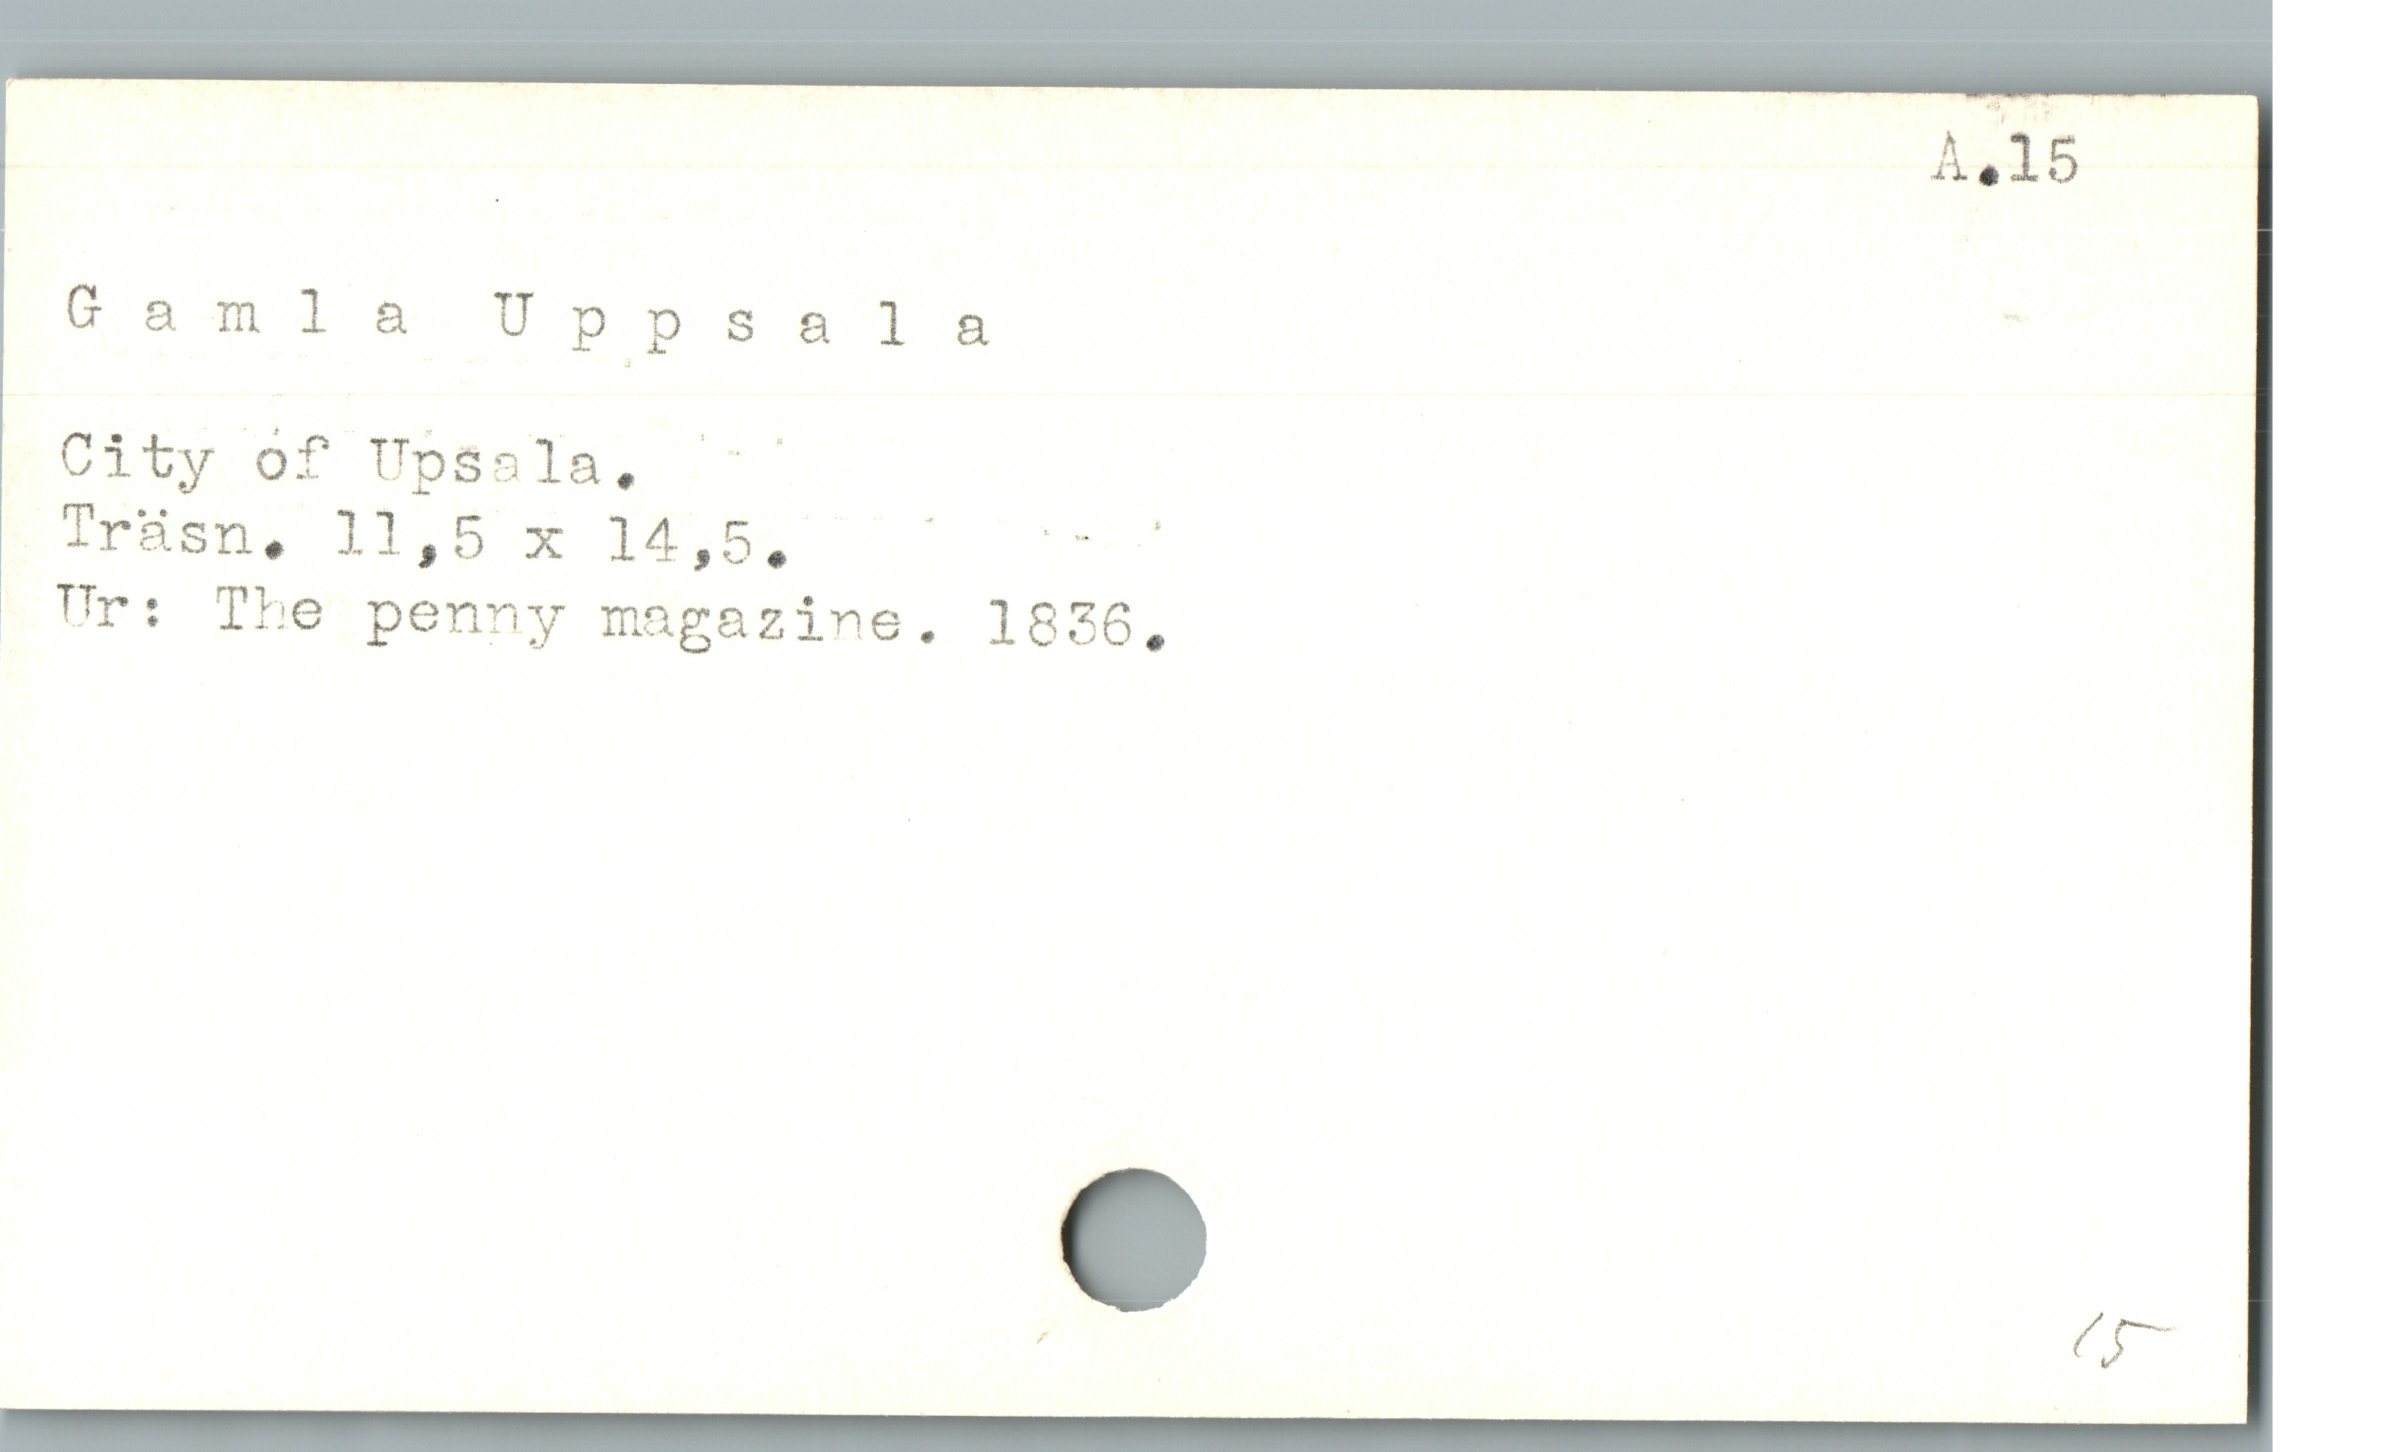 A.15
G a m l a  U p p s a l a
City of Upsala.
Träsn. 11,5 x 14,5.
Ur: The penny magazine. 1836.
15